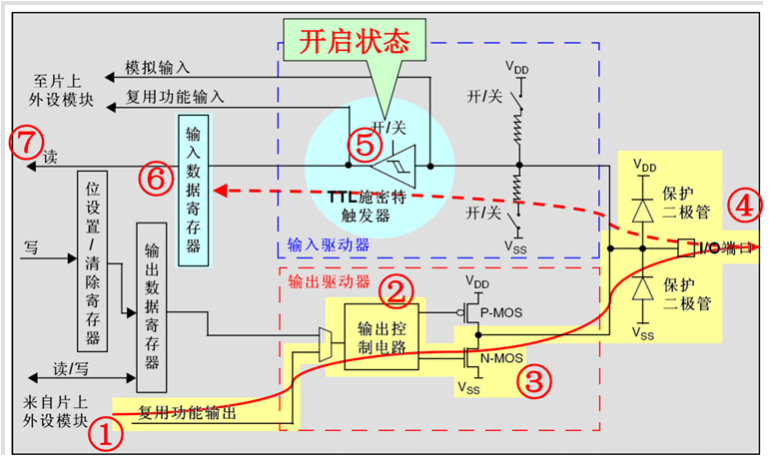 开启状态
模拟输入
至片上
外设模块
复用功能输入
开/关
⑤
VDD
开/关
⑦
读
⑥
输入数据寄存器
TTL施密特
触发器
开/关
VSS
输入驱动器
VDD
保护
二极管
④
I/O端口
保护
二极管
VSS
写
位设置/清除寄存器
输出数据寄存器
输出驱动器
②
VDD
P-MOS
输出控
制电路
N-MOS
VSS
③
读/写
来自片上
外设模块
①
复用功能输出